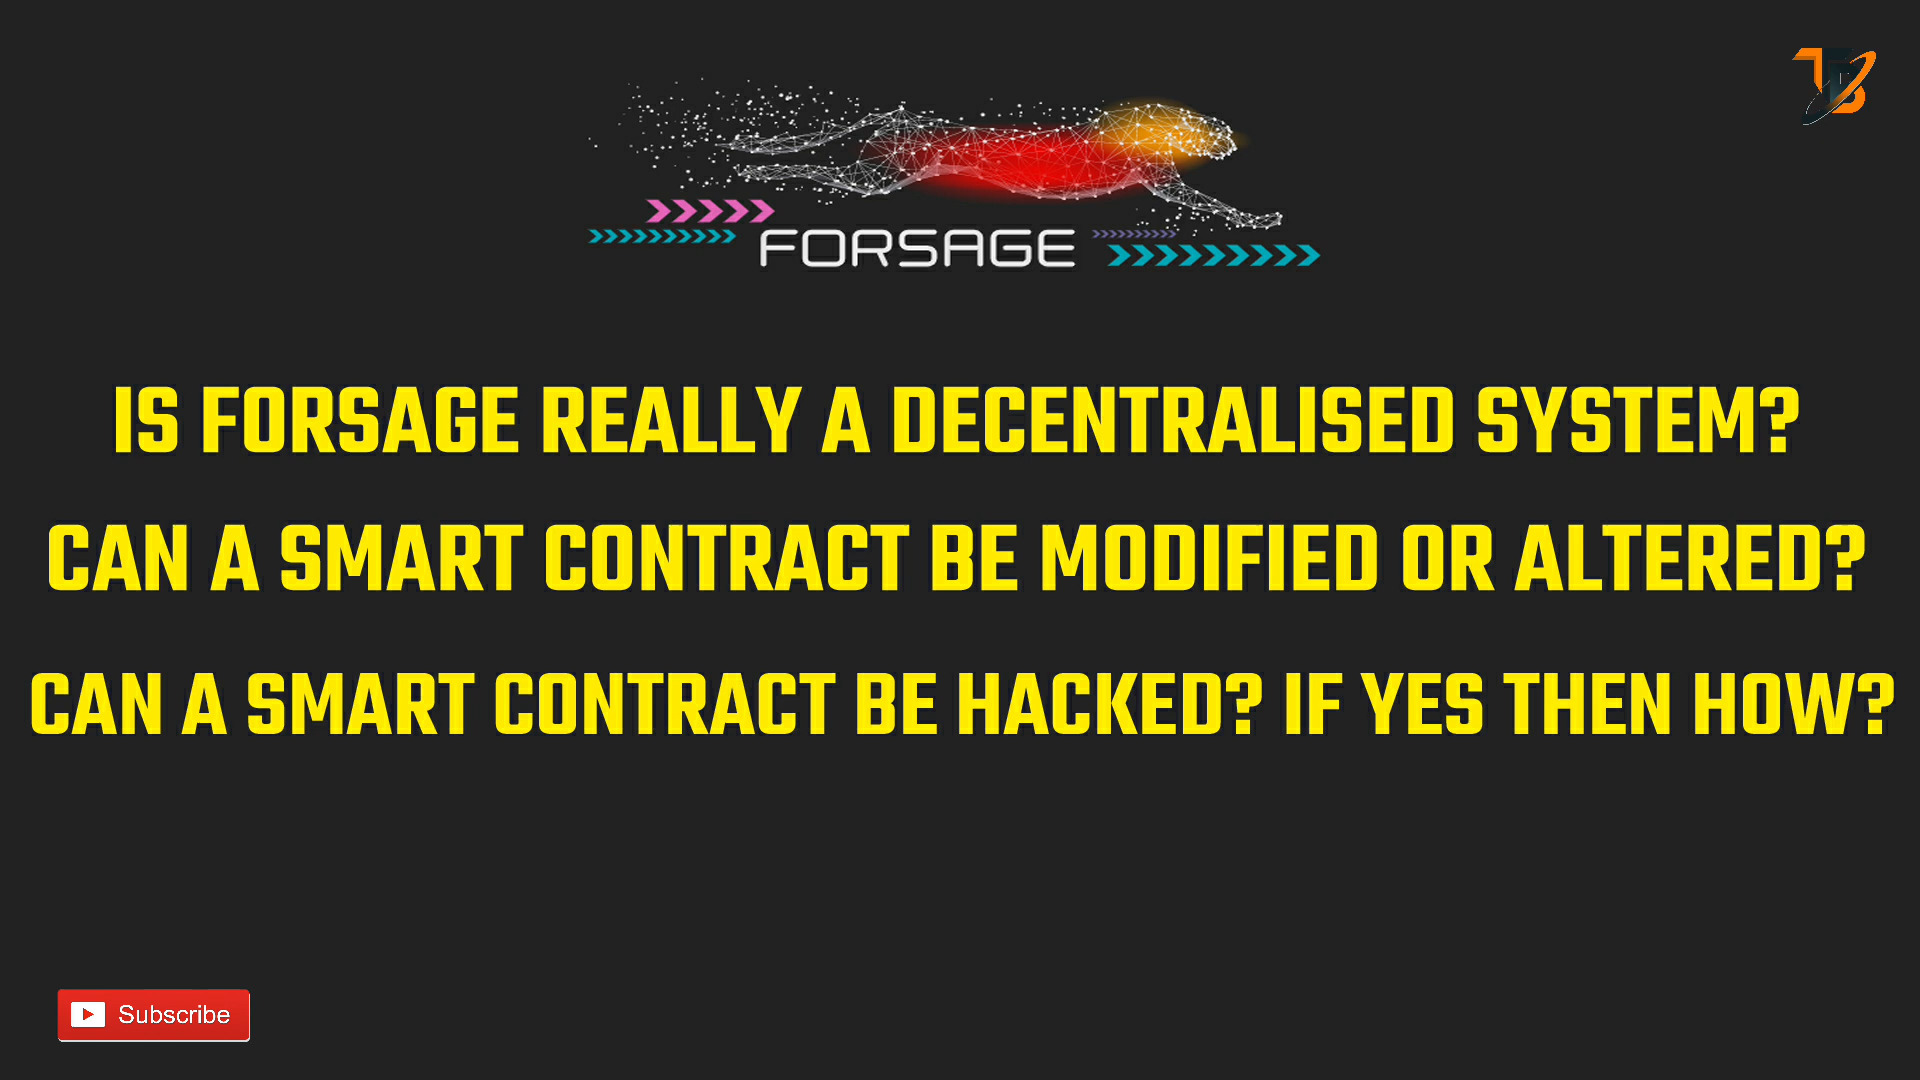 FORSAGE
IS FORSAGE REALLY A DECENTRALISED SYSTEM?
CAN A SMART CONTRACT BE MODIFIED OR ALTERED?
CAN A SMART CONTRACT BE HACKED? IF YES THEN HOW?
Subscribe